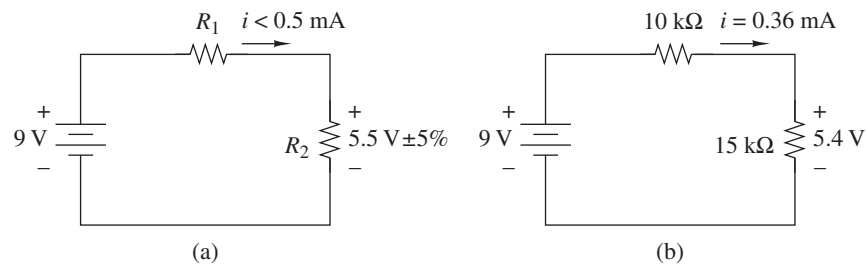 R1 i < 0.5 mA
+
9 V
−
R2
+
5.5 V ±5%
−
(a)
10 kΩ i = 0.36 mA
+
9 V
−
15 kΩ
+
5.4 V
−
(b)